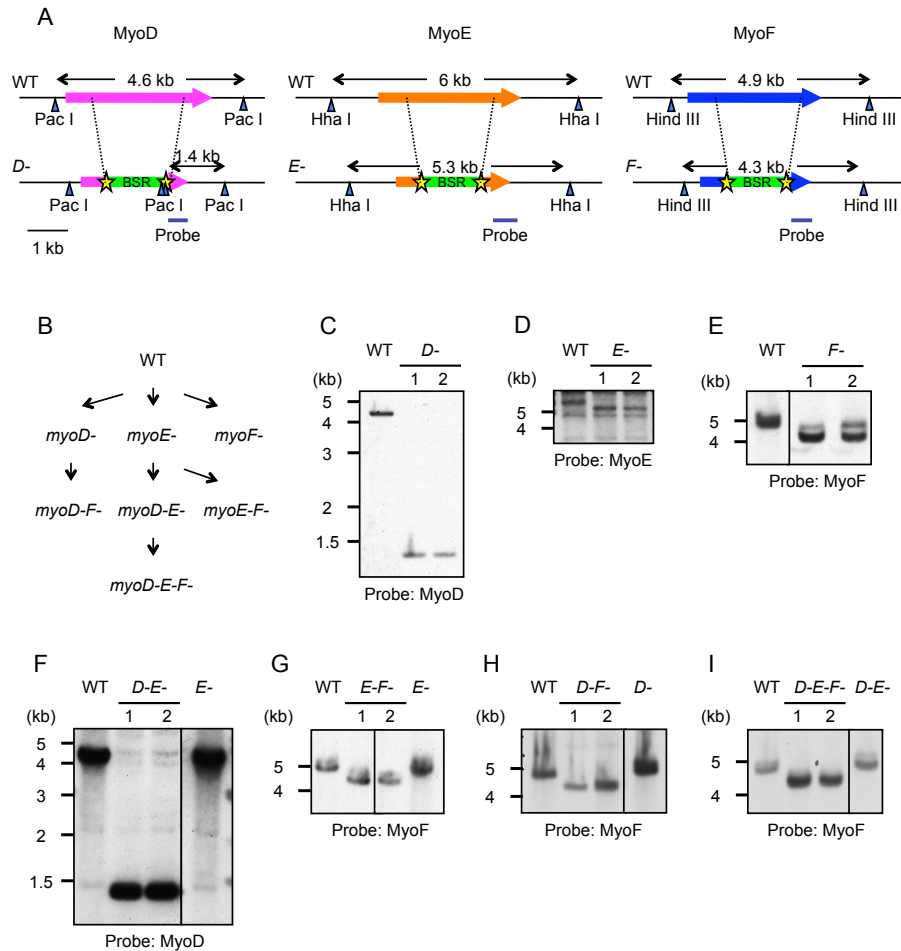 A
MyoD MyoE MyoF
WT 4.6 kb WT 6 kb WT 4.9 kb
Pac I Pac I Hha I Hha I Hind III Hind III
1.4 kb
D- BSR E- 5.3 kb BSR F- 4.3 kb BSR
Pac I Pac I Pac I Hha I Hha I Hind III Hind III
Probe Probe Probe
1 kb
B
WT
myoD- myoE- myoF-
myoD-F- myoD-E- myoE-F-
myoD-E-F-
C
WT D-
(kb) 1 2
5
4
3
2
1.5
Probe: MyoD
D
WT E-
(kb) 1 2
5
4
Probe: MyoE
E
WT F-
(kb) 1 2
5
4
Probe: MyoF
F
WT D-E- E-
(kb) 1 2
5
4
3
2
1.5
Probe: MyoD
G
WT E-F- E-
(kb) 1 2
5
4
Probe: MyoF
H
WT D-F- D-
(kb) 1 2
5
4
Probe: MyoF
I
WT D-E-F- D-E-
(kb) 1 2
5
4
Probe: MyoF